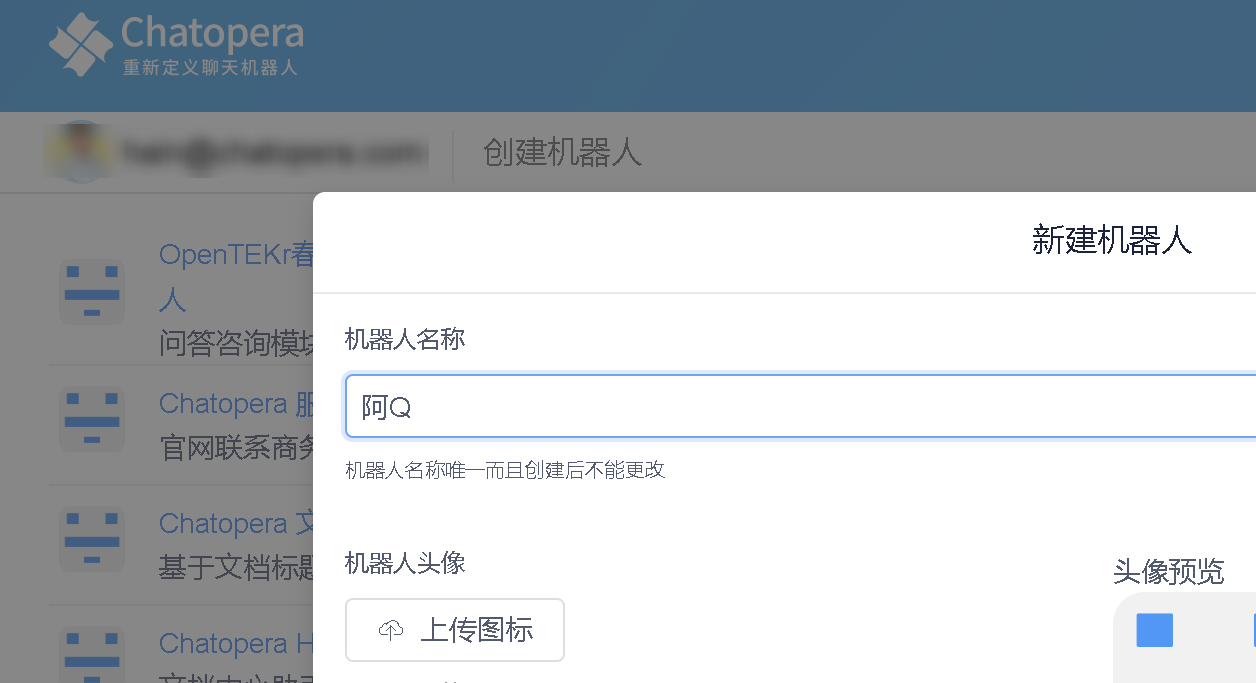 Chatopera
重新定义聊天机器人
创建机器人
新建机器人
OpenTEKr春
人
问答咨询模块
Chatopera 服
官网联系商务
Chatopera 文
基于文档标题
Chatopera H
机器人名称
阿Q
机器人名称唯一而且创建后不能更改
机器人头像
上传图标
头像预览